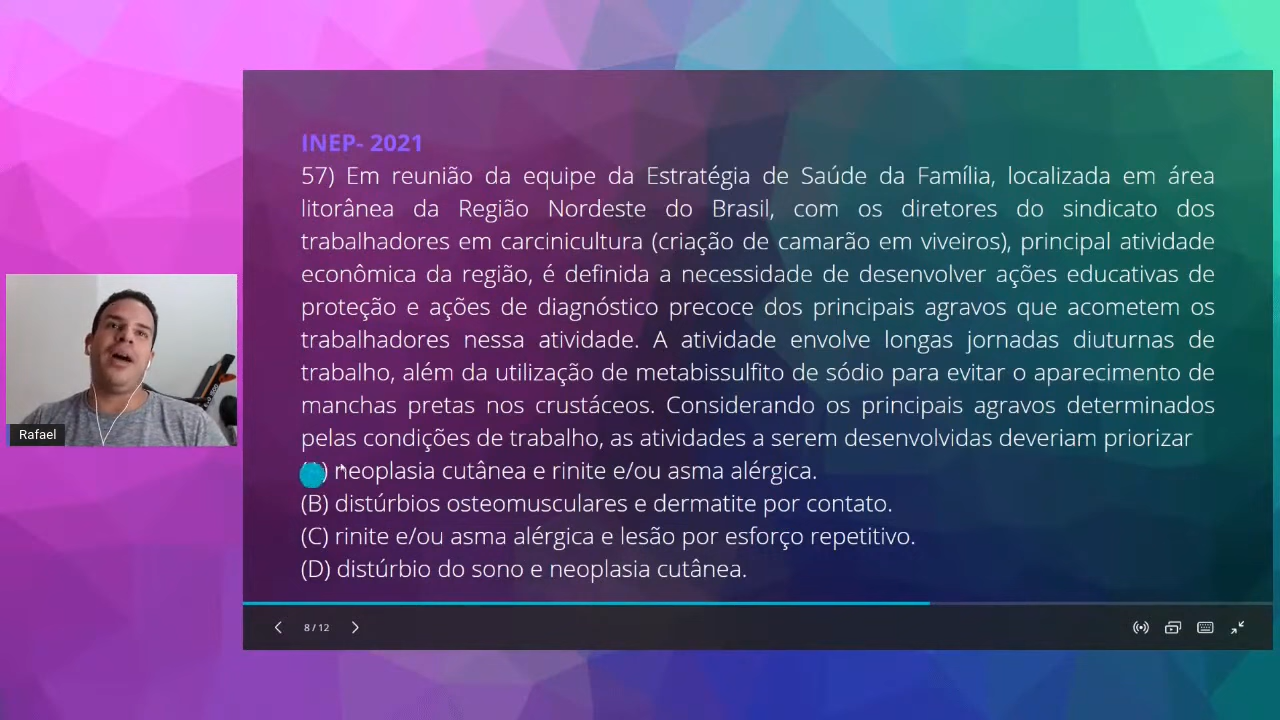 INEP- 2021
57) Em reunião da equipe da Estratégia de Saúde da Família, localizada em área
litorânea da Região Nordeste do Brasil, com os diretores do sindicato dos
trabalhadores em carcinicultura (criação de camarão em viveiros), principal atividade
econômica da região, é definida a necessidade de desenvolver ações educativas de
proteção e ações de diagnóstico precoce dos principais agravos que acometem os
trabalhadores nessa atividade. A atividade envolve longas jornadas diuturnas de
trabalho, além da utilização de metabissulfito de sódio para evitar o aparecimento de
manchas pretas nos crustáceos. Considerando os principais agravos determinados
pelas condições de trabalho, as atividades a serem desenvolvidas deveriam priorizar
neoplasia cutânea e rinite e/ou asma alérgica.
(B) distúrbios osteomusculares e dermatite por contato.
(C) rinite e/ou asma alérgica e lesão por esforço repetitivo.
(D) distúrbio do sono e neoplasia cutânea.
Rafael
8 / 12